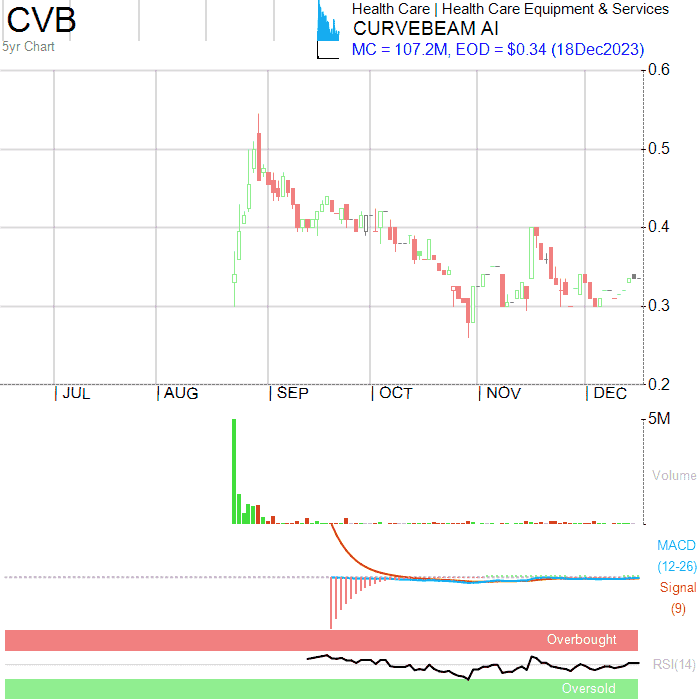 CVB
5yr Chart
Health Care | Health Care Equipment & Services
CURVEBEAM AI
MC = 107.2M, EOD = $0.34 (18Dec2023)
0.6
0.5
0.4
0.3
0.2
JUL
AUG
SEP
OCT
NOV
DEC
5M
Volume
MACD
(12-26)
Signal
(9)
Overbought
RSI(14)
Oversold